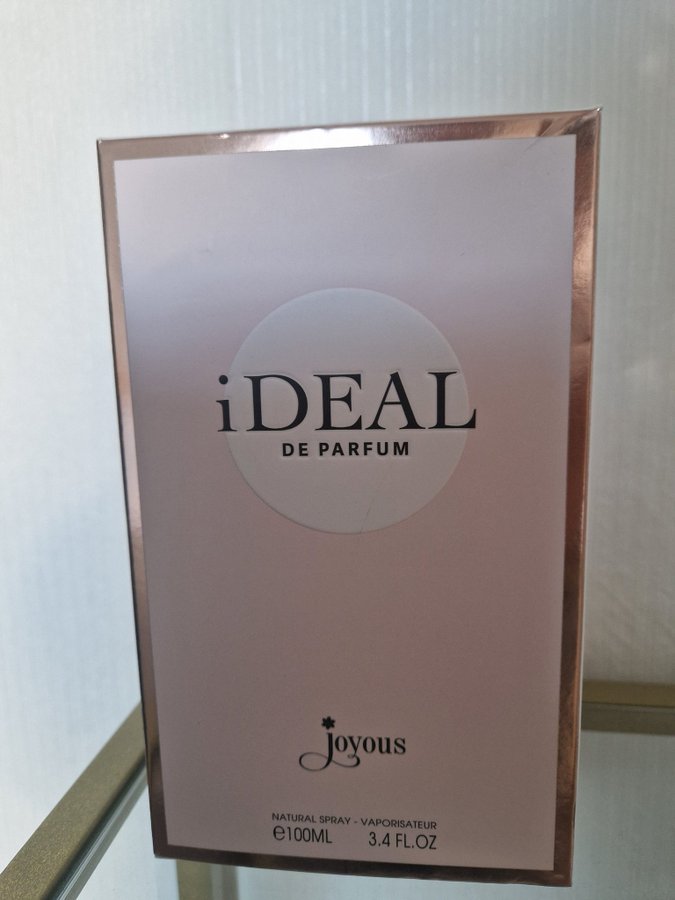 iDEAL
DE PARFUM
joyous
NATURAL SPRAY - VAPORISATEUR
℮100ML 3.4 FL.OZ